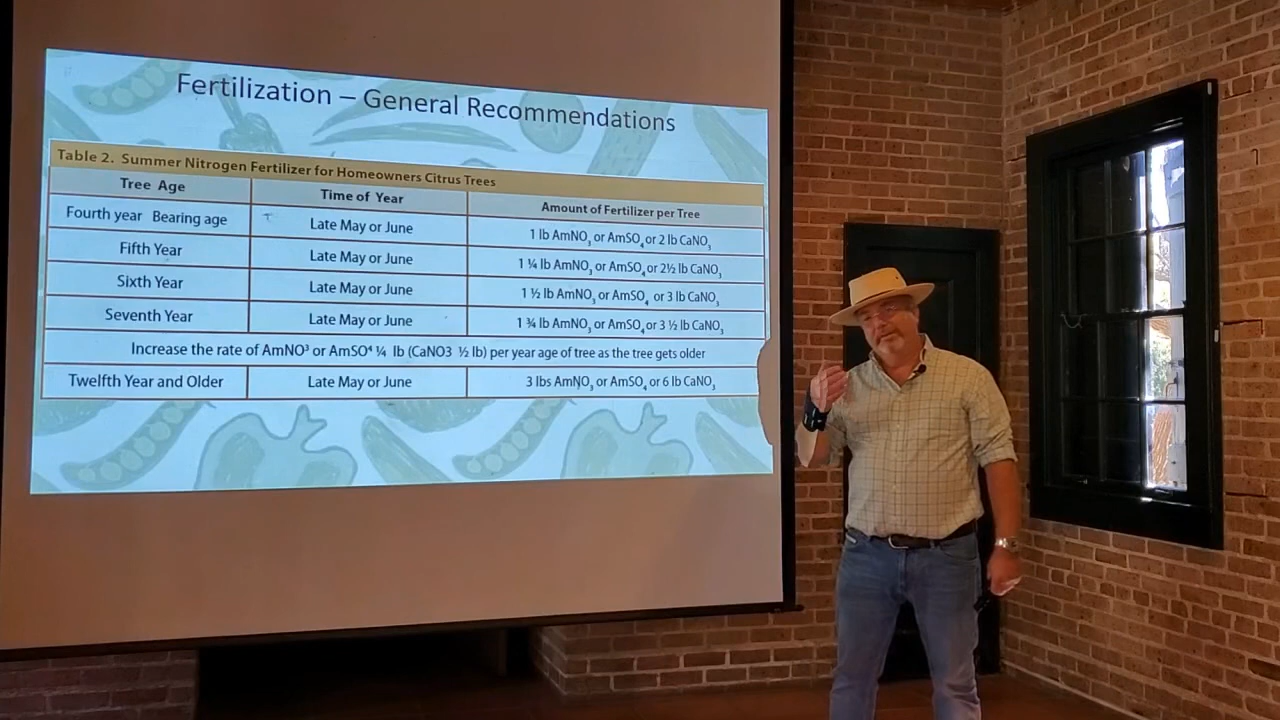 Fertilization – General Recommendations
Table 2. Summer Nitrogen Fertilizer for Homeowners Citrus Trees
Tree Age Time of Year Amount of Fertilizer per Tree
Fourth year Bearing age Late May or June 1 lb AmNO₃ or AmSO₄ or 2 lb CaNO₃
Fifth Year Late May or June 1 ¼ lb AmNO₃ or AmSO₄ or 2½ lb CaNO₃
Sixth Year Late May or June 1 ½ lb AmNO₃ or AmSO₄ or 3 lb CaNO₃
Seventh Year Late May or June 1 ¾ lb AmNO₃ or AmSO₄ or 3 ½ lb CaNO₃
Increase the rate of AmNO³ or AmSO⁴ ¼ lb (CaNO3 ½ lb) per year age of tree as the tree gets older
Twelfth Year and Older Late May or June 3 lbs AmNO₃ or AmSO₄ or 6 lb CaNO₃